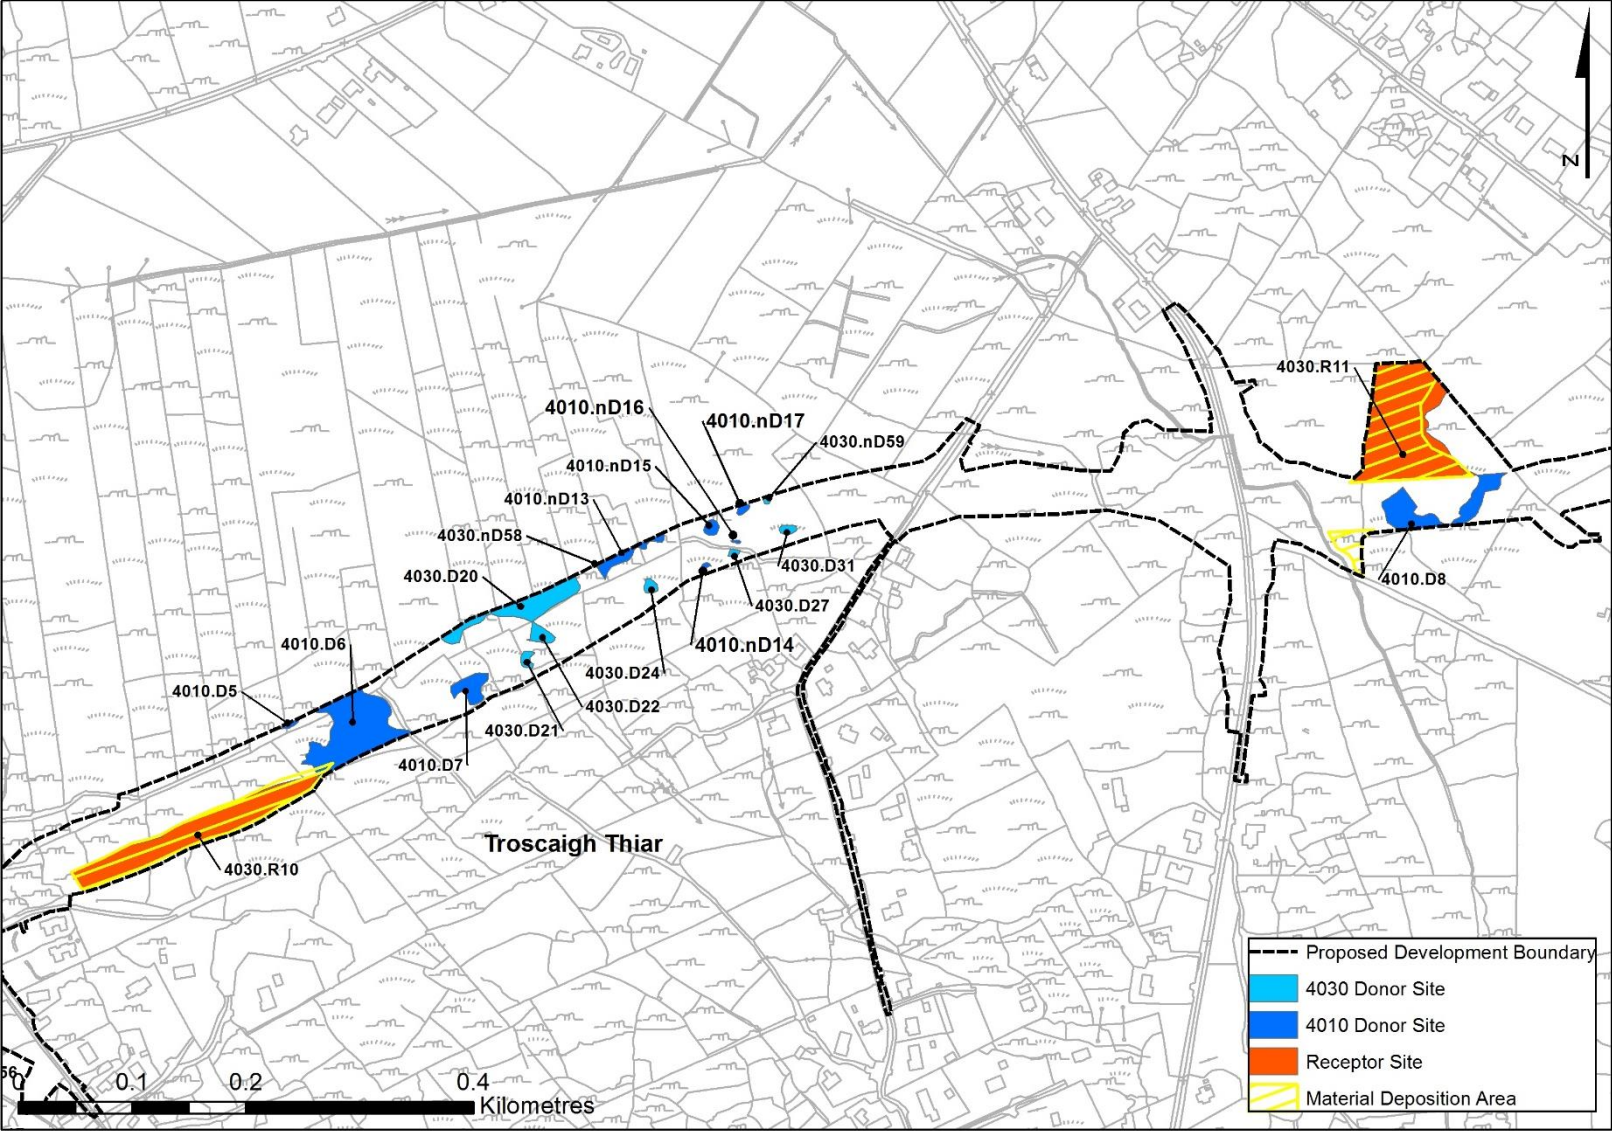 Z
4030.R11
4010.nD16
4010.nD17
4030.nD59
4010.nD15
4010.nD13
4030.nD58
4030.D20
4030.D31
4010.D8
4030.D27
4010.D6
4010.nD14
4030.D24
4010.D5
4030.D22
4030.D21
4010.D7
Troscaigh Thiar
4030.R10
Proposed Development Boundary
4030 Donor Site
4010 Donor Site
Receptor Site
Material Deposition Area
56
0 0.1 0.2 0.4
Kilometres